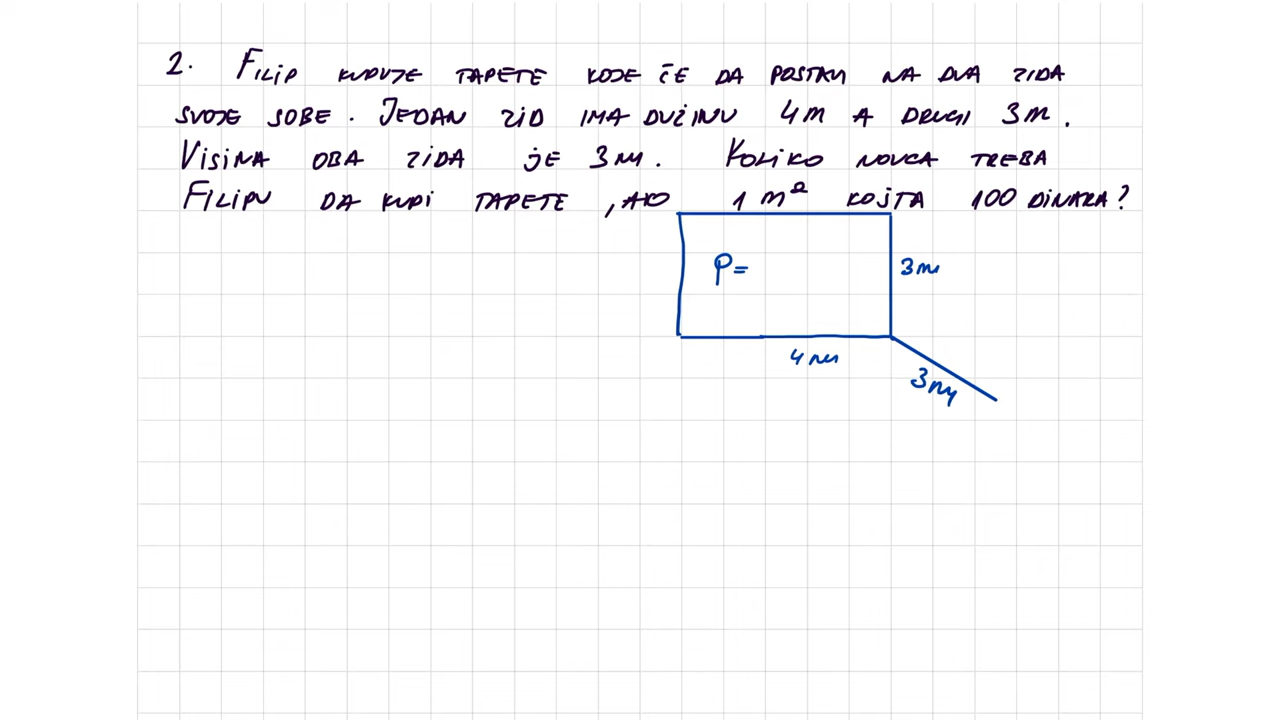 2. FILIP KUPUJE TAPETE KOJE ĆE DA POSTAVI NA DVA ZIDA
SVOJE SOBE. JEDAN ZID IMA DUŽINU 4m A DRUGI 3m.
VISINA OBA ZIDA JE 3m. KOLIKO NOVCA TREBA
FILIPU DA KUPI TAPETE, AKO 1 m² KOŠTA 100 DINARA?
P=
3m
4m
3m